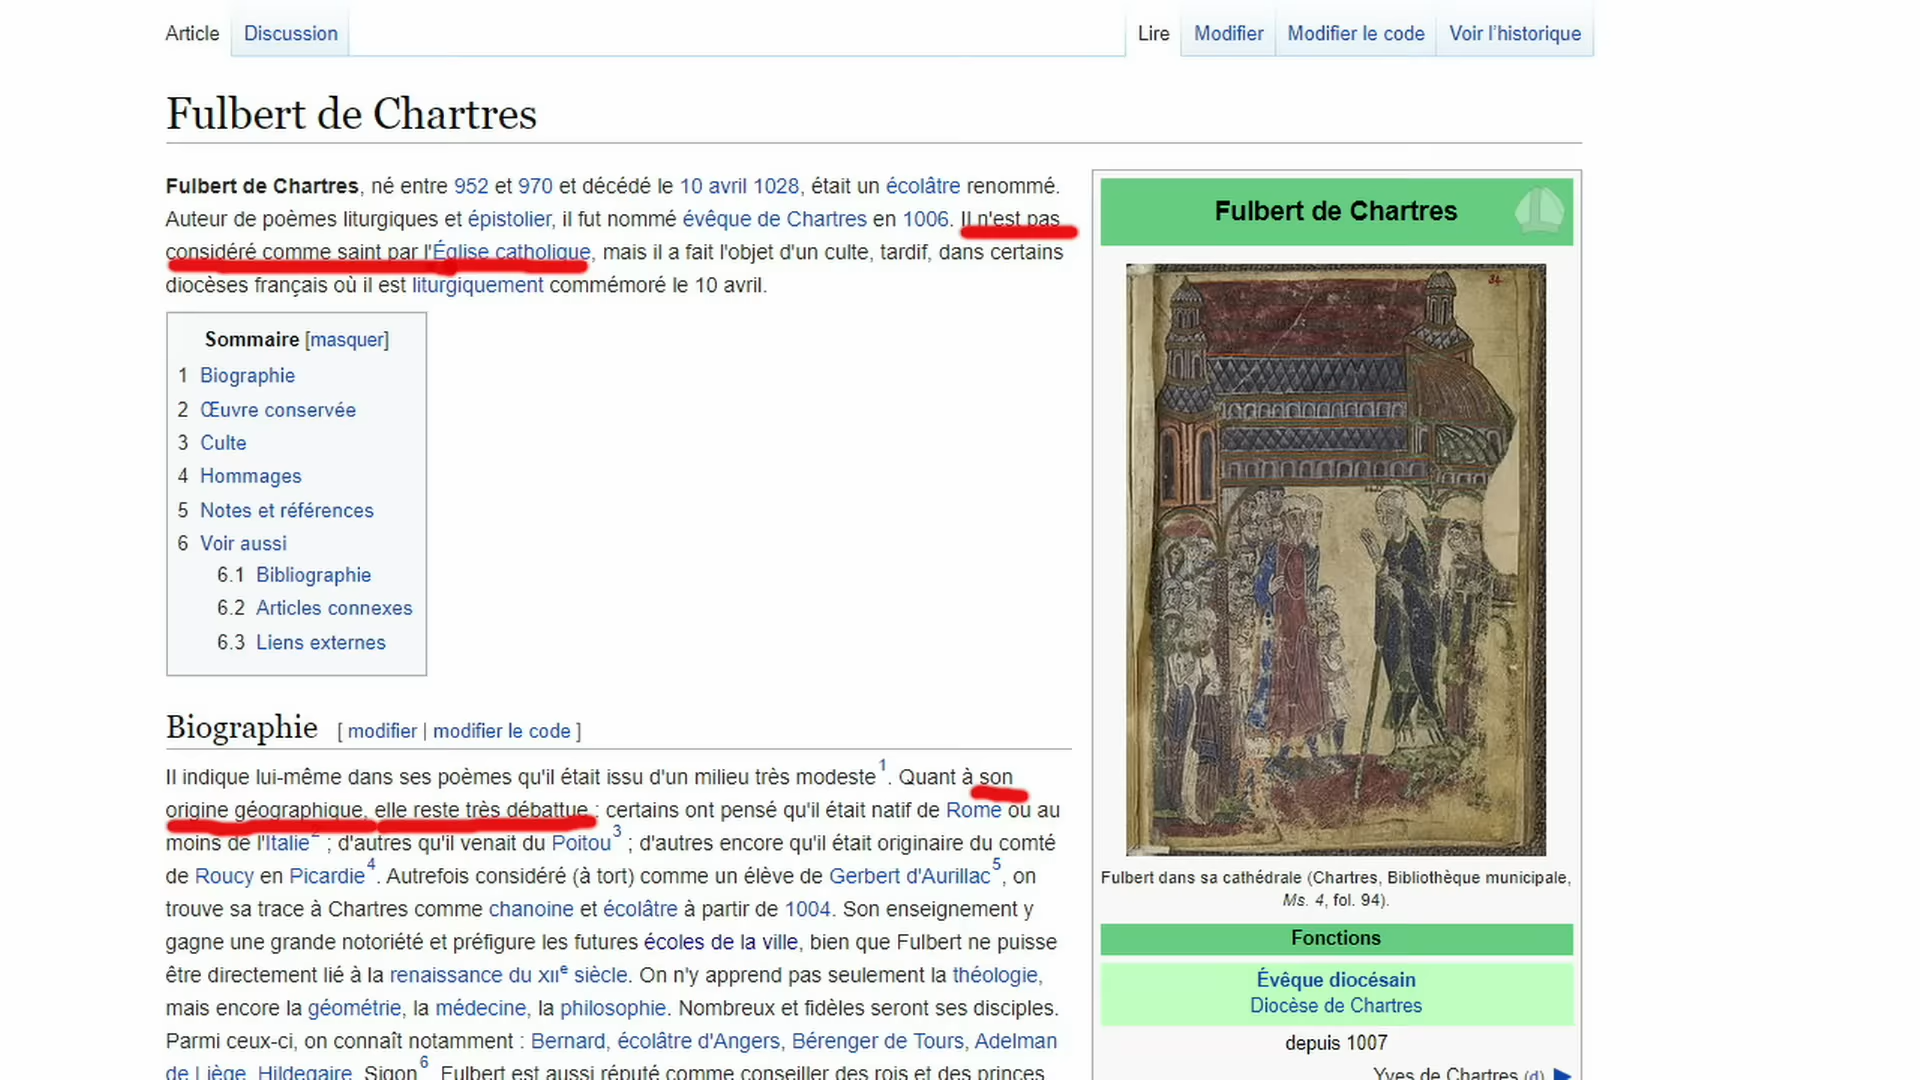 Article
Discussion
Lire
Modifier
Modifier le code
Voir l'historique
Fulbert de Chartres
Fulbert de Chartres, né entre 952 et 970 et décédé le 10 avril 1028, était un écolâtre renommé.
Auteur de poèmes liturgiques et épistolier, il fut nommé évêque de Chartres en 1006. Il n'est pas
considéré comme saint par l'Église catholique, mais il a fait l'objet d'un culte, tardif, dans certains
diocèses français où il est liturgiquement commémoré le 10 avril.
Sommaire [masquer]
1 Biographie
2 Œuvre conservée
3 Culte
4 Hommages
5 Notes et références
6 Voir aussi
6.1 Bibliographie
6.2 Articles connexes
6.3 Liens externes
Biographie [ modifier | modifier le code ]
Il indique lui-même dans ses poèmes qu'il était issu d'un milieu très modeste1. Quant à son
origine géographique, elle reste très débattue : certains ont pensé qu'il était natif de Rome ou au
moins de l'Italie2 ; d'autres qu'il venait du Poitou3 ; d'autres encore qu'il était originaire du comté
de Roucy en Picardie4. Autrefois considéré (à tort) comme un élève de Gerbert d'Aurillac5, on
trouve sa trace à Chartres comme chanoine et écolâtre à partir de 1004. Son enseignement y
gagne une grande notoriété et préfigure les futures écoles de la ville, bien que Fulbert ne puisse
être directement lié à la renaissance du XIIe siècle. On n'y apprend pas seulement la théologie,
mais encore la géométrie, la médecine, la philosophie. Nombreux et fidèles seront ses disciples.
Parmi ceux-ci, on connaît notamment : Bernard, écolâtre d'Angers, Bérenger de Tours, Adelman
de Liège, Hildegaire, Sigon6. Fulbert est aussi réputé comme conseiller des rois et des princes
Fulbert de Chartres
Fulbert dans sa cathédrale (Chartres, Bibliothèque municipale,
Ms. 4, fol. 94).
Fonctions
Évêque diocésain
Diocèse de Chartres
depuis 1007
Yves de Chartres (d)